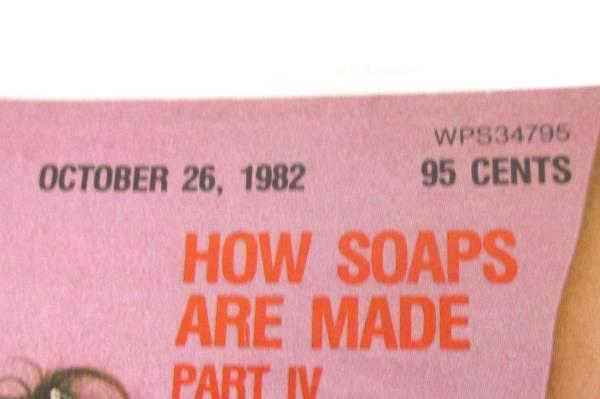 WPS34795
OCTOBER 26, 1982 95 CENTS
HOW SOAPS
ARE MADE
PART IV